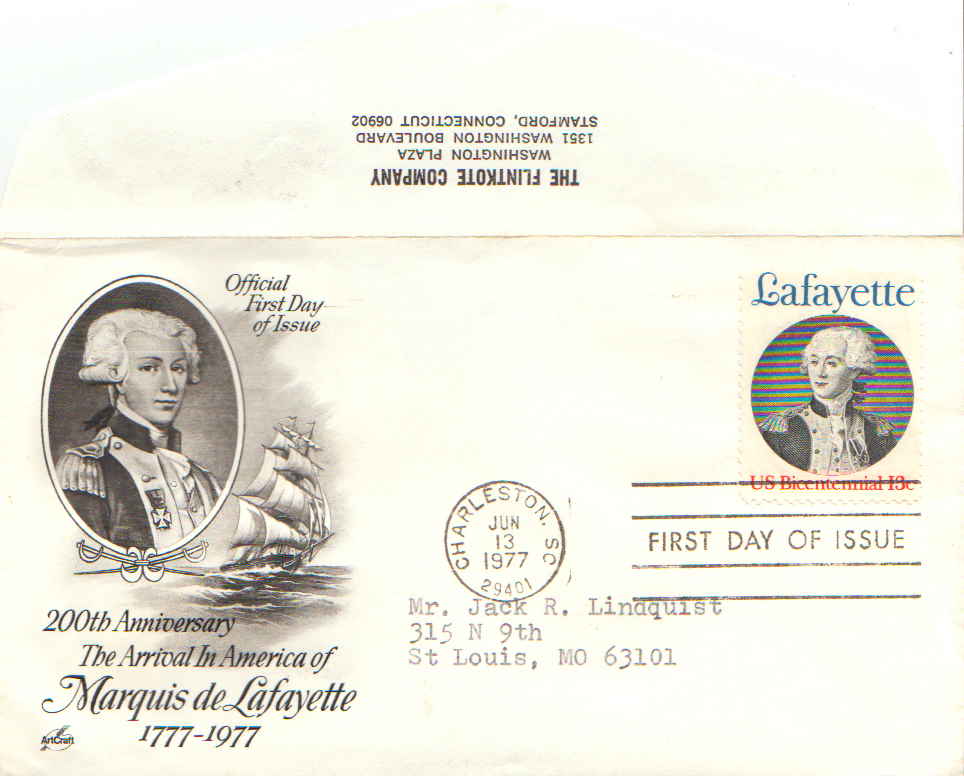 THE FLINTKOTE COMPANY
WASHINGTON PLAZA
1351 WASHINGTON BOULEVARD
STAMFORD, CONNECTICUT 06902
Official
First Day
of Issue
Lafayette
US Bicentennial 13c
CHARLESTON, SC
JUN
13
1977
29401
FIRST DAY OF ISSUE
Mr. Jack R. Lindquist
315 N 9th
St Louis, MO 63101
200th Anniversary
The Arrival In America of
Marquis de Lafayette
1777-1977
ArtCraft